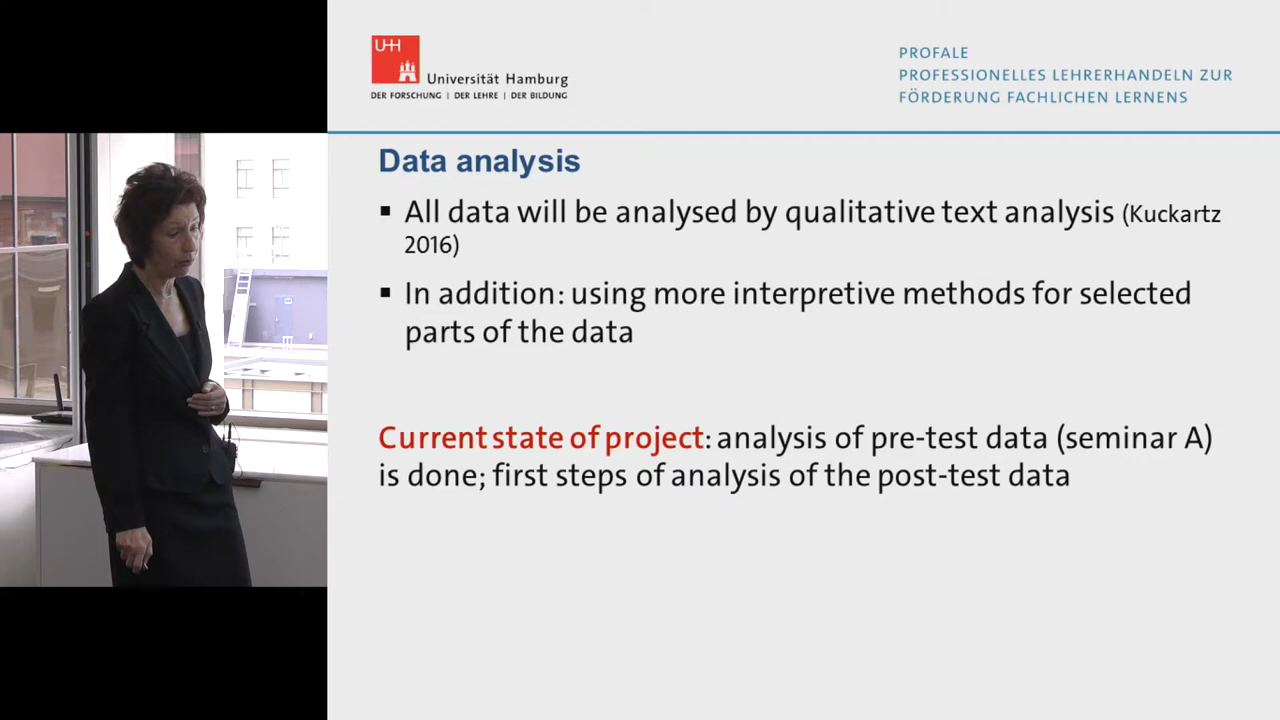 UHH
Universität Hamburg
DER FORSCHUNG | DER LEHRE | DER BILDUNG
PROFALE
PROFESSIONELLES LEHRERHANDELN ZUR
FÖRDERUNG FACHLICHEN LERNENS
Data analysis
▪ All data will be analysed by qualitative text analysis (Kuckartz
2016)
▪ In addition: using more interpretive methods for selected
parts of the data
Current state of project: analysis of pre-test data (seminar A)
is done; first steps of analysis of the post-test data